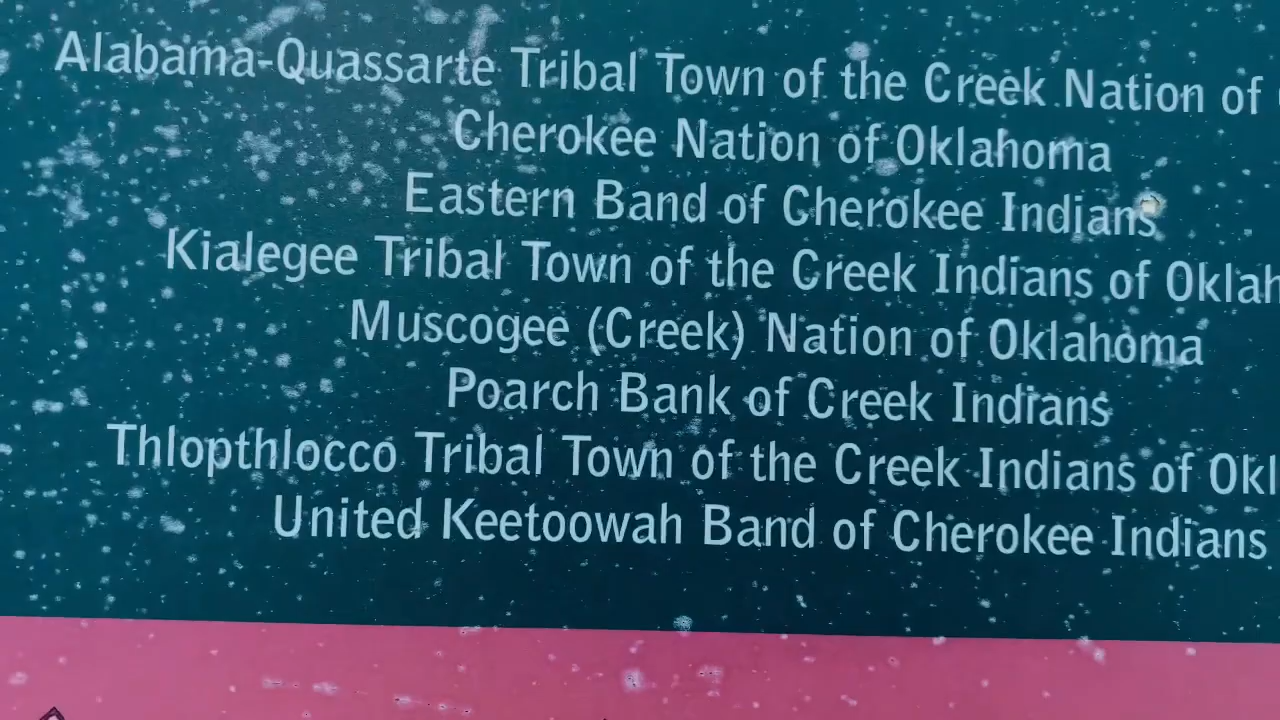 Alabama-Quassarte Tribal Town of the Creek Nation of
Cherokee Nation of Oklahoma
Eastern Band of Cherokee Indians
Kialegee Tribal Town of the Creek Indians of Oklah
Muscogee (Creek) Nation of Oklahoma
Poarch Bank of Creek Indians
Thlopthlocco Tribal Town of the Creek Indians of Okl
United Keetoowah Band of Cherokee Indians